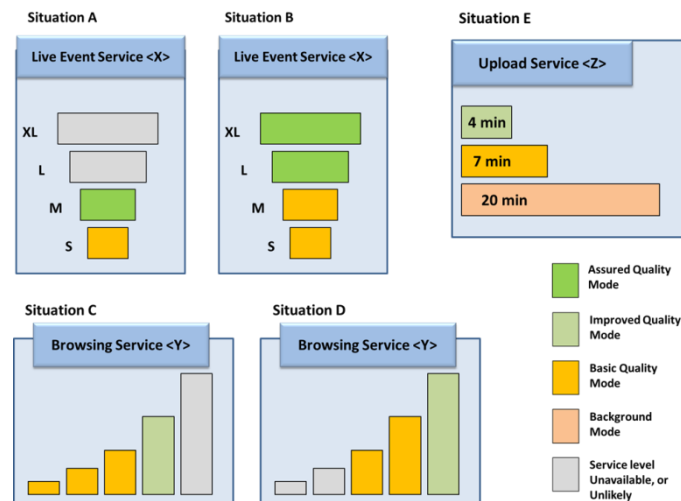 Situation A
Situation B
Situation E
Live Event Service <X>
Live Event Service <X>
Upload Service <Z>
XL
L
M
S
XL
L
M
S
4 min
7 min
20 min
Situation C
Situation D
Browsing Service <Y>
Browsing Service <Y>
Assured Quality
Mode
Improved Quality
Mode
Basic Quality
Mode
Background
Mode
Service level
Unavailable, or
Unlikely